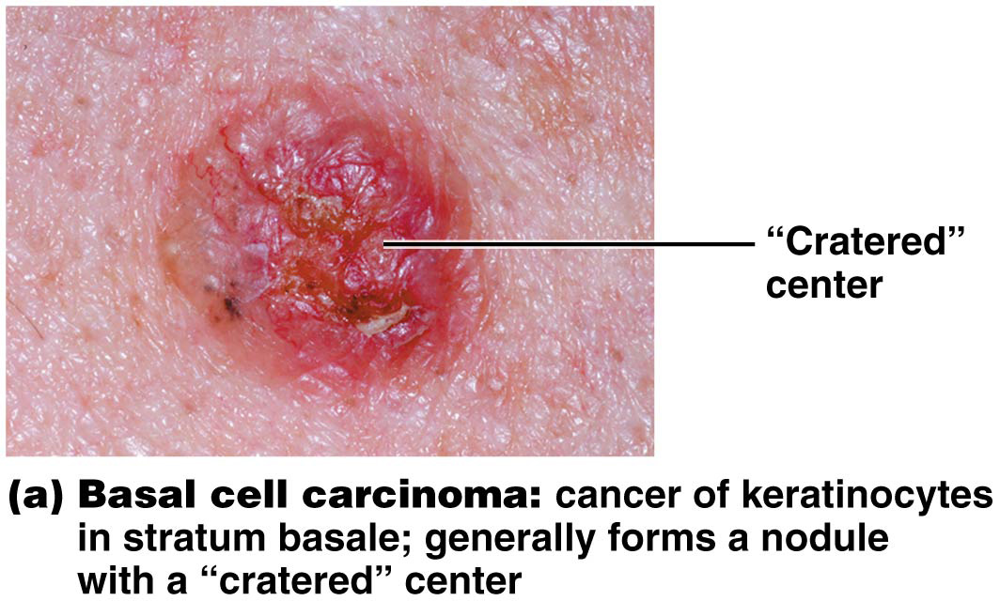 “Cratered”
center
(a) Basal cell carcinoma: cancer of keratinocytes
in stratum basale; generally forms a nodule
with a “cratered” center